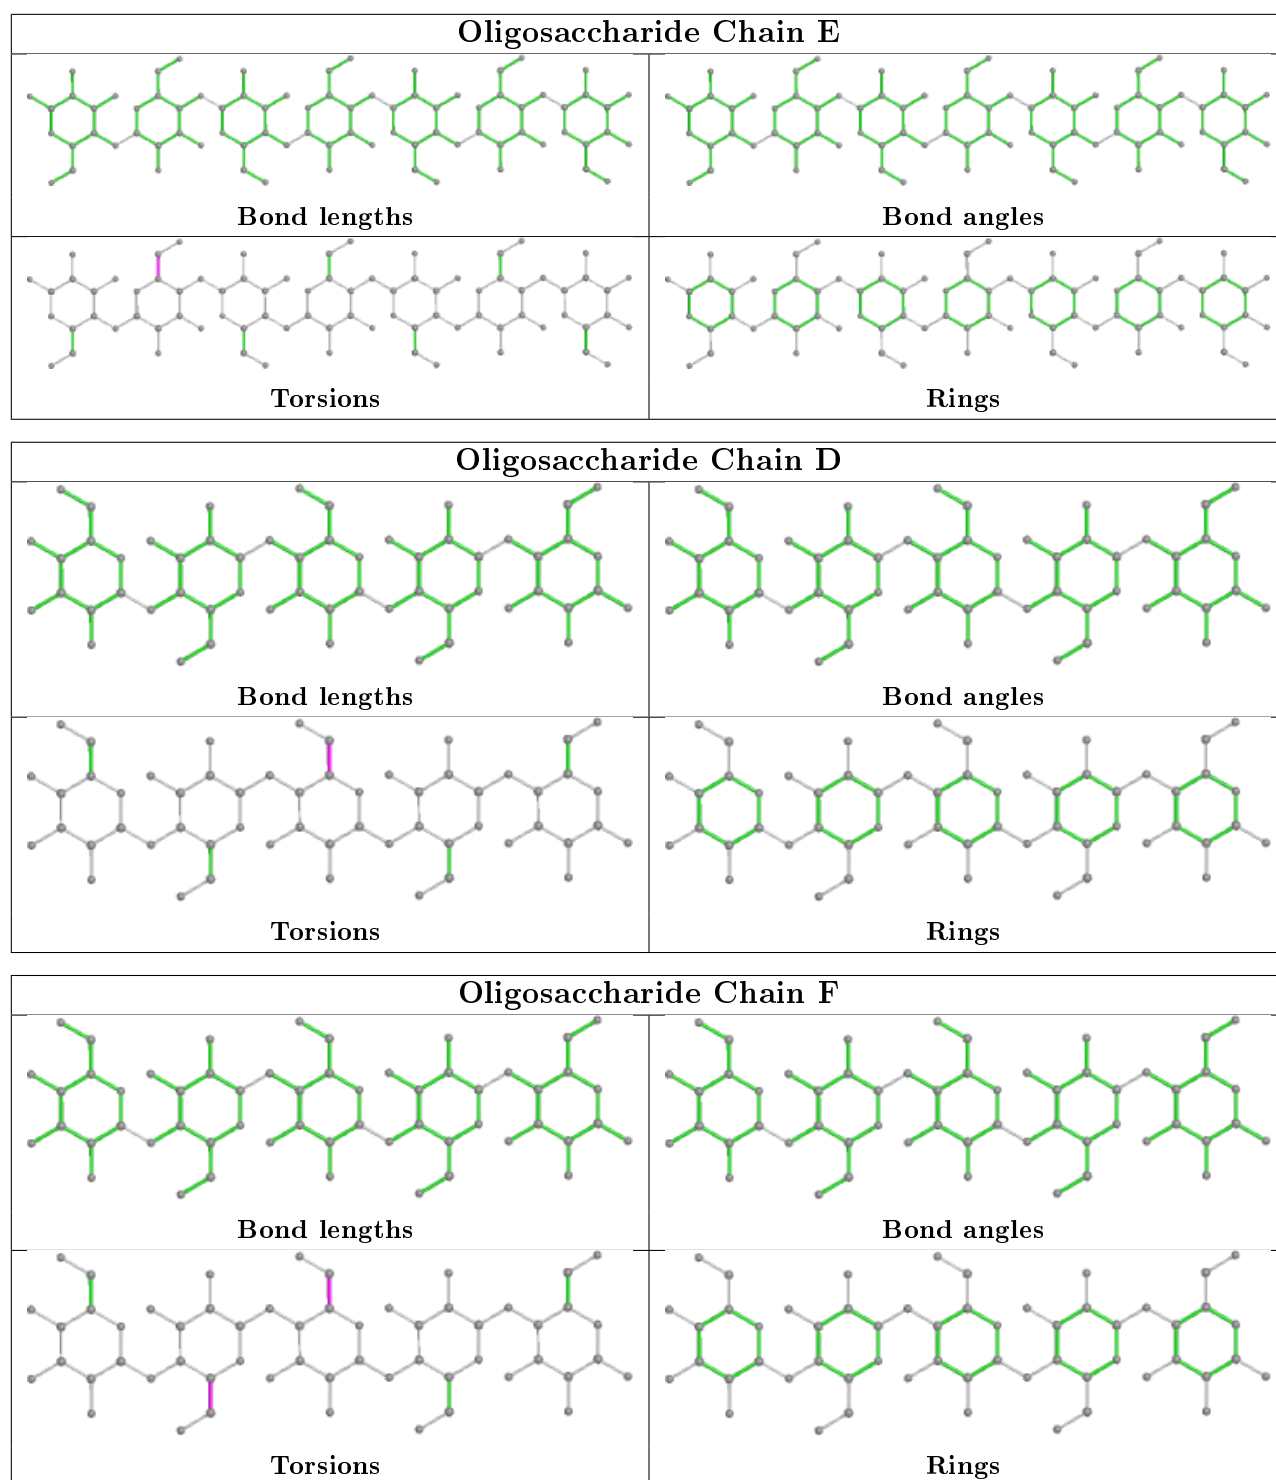 Oligosaccharide Chain E
Bond lengths
Bond angles
Torsions
Rings
Oligosaccharide Chain D
Bond lengths
Bond angles
Torsions
Rings
Oligosaccharide Chain F
Bond lengths
Bond angles
Torsions
Rings